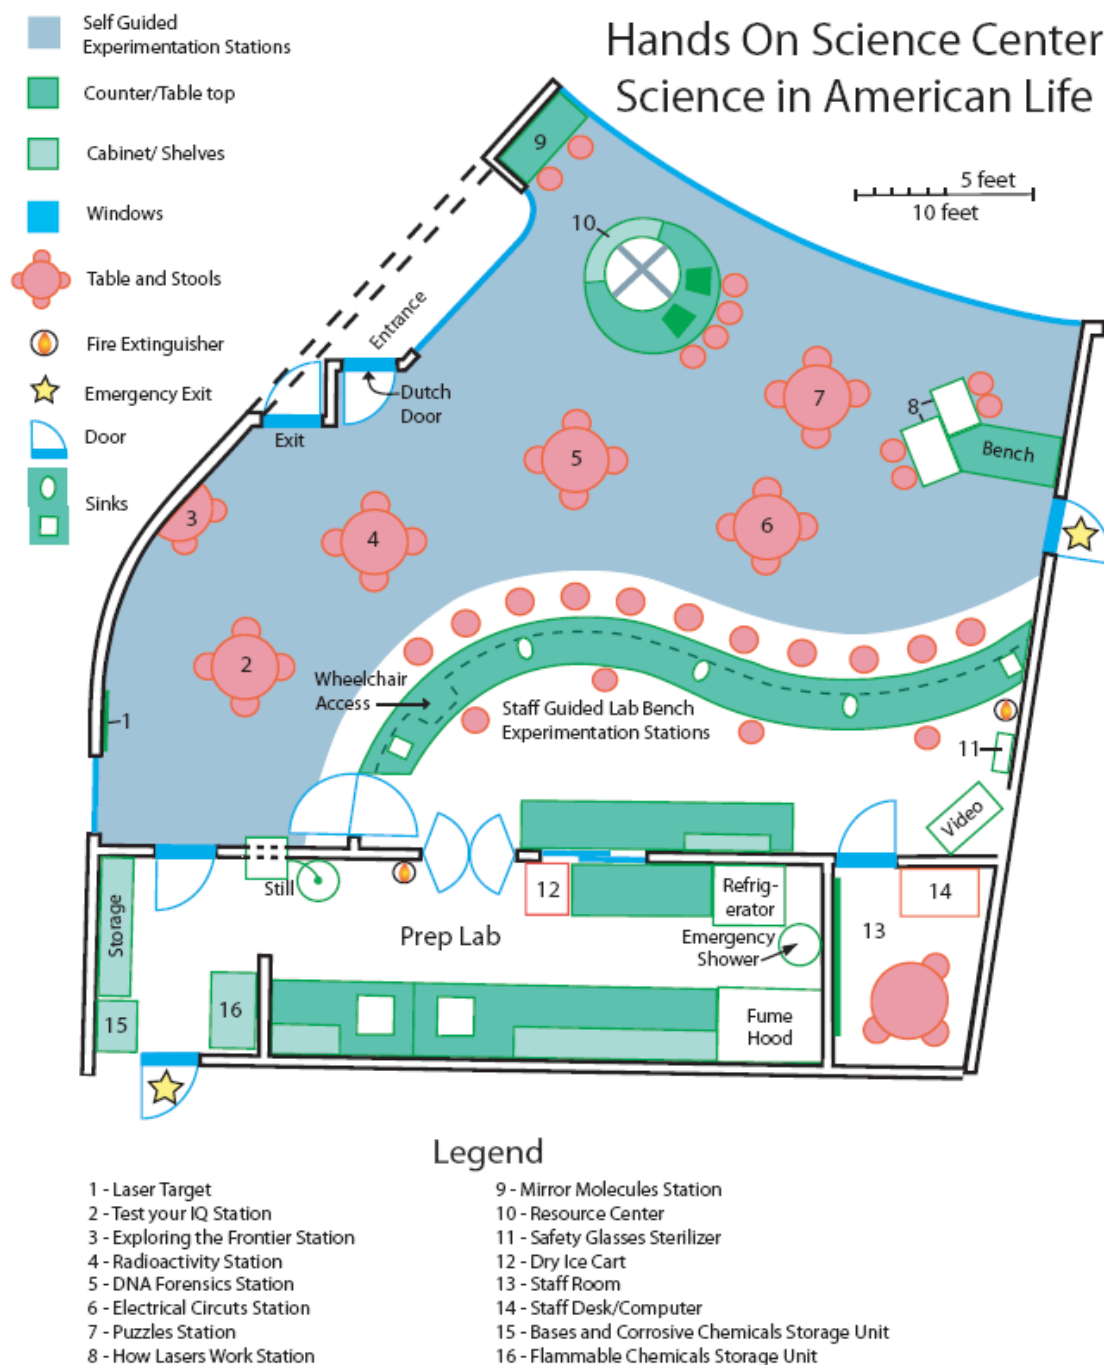 Hands On Science Center
Science in American Life
Self Guided
Experimentation Stations
Counter/Table top
Cabinet/ Shelves
Windows
Table and Stools
Fire Extinguisher
Emergency Exit
Door
Sinks
5 feet
10 feet
9
10
Entrance
Dutch
Door
Exit
7
8
Bench
5
3
4
6
2
Wheelchair
Access
1
Staff Guided Lab Bench
Experimentation Stations
11
Video
Still
12
Refrig-
erator
14
Storage
Prep Lab
Emergency
Shower
13
15
16
Fume
Hood
Legend
1 - Laser Target
2 - Test your IQ Station
3 - Exploring the Frontier Station
4 - Radioactivity Station
5 - DNA Forensics Station
6 - Electrical Circuts Station
7 - Puzzles Station
8 - How Lasers Work Station
9 - Mirror Molecules Station
10 - Resource Center
11 - Safety Glasses Sterilizer
12 - Dry Ice Cart
13 - Staff Room
14 - Staff Desk/Computer
15 - Bases and Corrosive Chemicals Storage Unit
16 - Flammable Chemicals Storage Unit